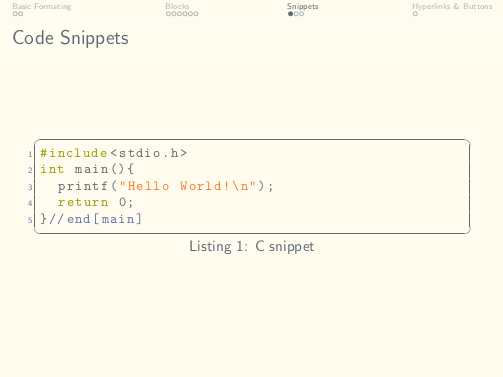 Basic Formating Blocks Snippets Hyperlinks & Buttons
Code Snippets
1 #include<stdio.h>
2 int main(){
3 printf("Hello World!\n");
4 return 0;
5 }//end[main]
Listing 1: C snippet